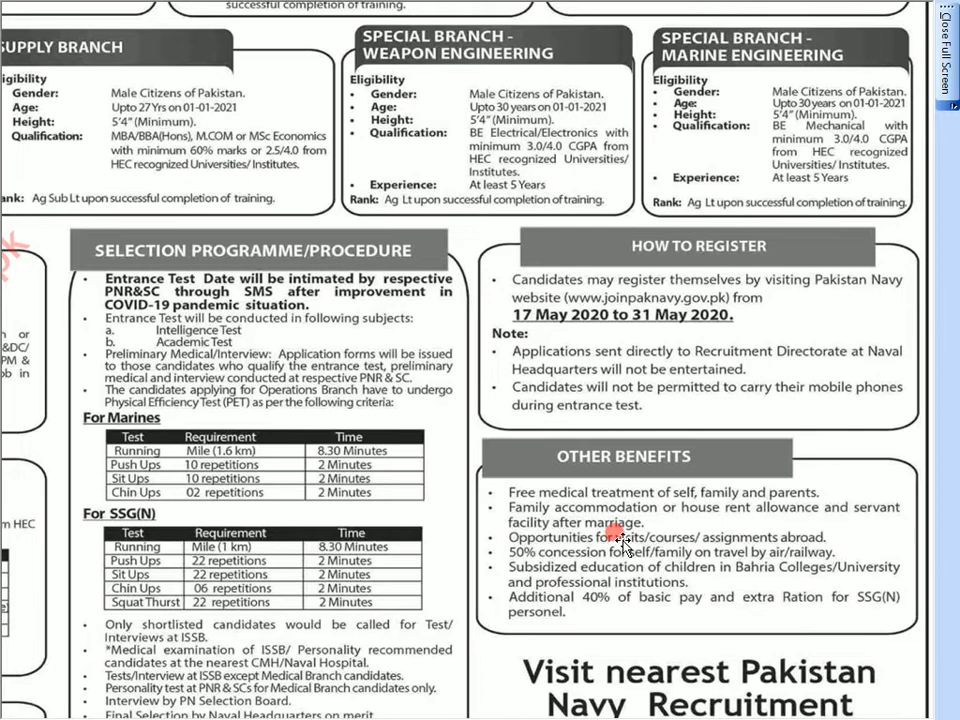 successful completion of training.
SUPPLY BRANCH
Eligibility
Gender: Male Citizens of Pakistan.
Age: Upto 27 Yrs on 01-01-2021
Height: 5'4" (Minimum).
Qualification: MBA/BBA(Hons), M.COM or MSc Economics
with minimum 60% marks or 2.5/4.0 from
HEC recognized Universities/ Institutes.
Rank: Ag Sub Lt upon successful completion of training.
SPECIAL BRANCH -
WEAPON ENGINEERING
Eligibility
• Gender: Male Citizens of Pakistan.
• Age: Upto 30 years on 01-01-2021
• Height: 5'4" (Minimum).
• Qualification: BE Electrical/Electronics with
minimum 3.0/4.0 CGPA from
HEC recognized Universities/
Institutes.
• Experience: At least 5 Years
Rank: Ag Lt upon successful completion of training.
SPECIAL BRANCH -
MARINE ENGINEERING
Eligibility
• Gender: Male Citizens of Pakistan.
• Age: Upto 30 years on 01-01-2021
• Height: 5'4" (Minimum).
• Qualification: BE Mechanical with
minimum 3.0/4.0 CGPA
from HEC recognized
Universities/ Institutes.
• Experience: At least 5 Years
Rank: Ag Lt upon successful completion of training.
Close Full Screen
pk
n or
&DC/
PM &
ob in
m HEC
SELECTION PROGRAMME/PROCEDURE
• Entrance Test Date will be intimated by respective
PNR&SC through SMS after improvement in
COVID-19 pandemic situation.
• Entrance Test will be conducted in following subjects:
a. Intelligence Test
b. Academic Test
• Preliminary Medical/Interview: Application forms will be issued
to those candidates who qualify the entrance test, preliminary
medical and interview conducted at respective PNR & SC.
• The candidates applying for Operations Branch have to undergo
Physical Efficiency Test (PET) as per the following criteria:
For Marines
Test Requirement Time
Running Mile (1.6 km) 8.30 Minutes
Push Ups 10 repetitions 2 Minutes
Sit Ups 10 repetitions 2 Minutes
Chin Ups 02 repetitions 2 Minutes
For SSG(N)
Test Requirement Time
Running Mile (1 km) 8.30 Minutes
Push Ups 22 repetitions 2 Minutes
Sit Ups 22 repetitions 2 Minutes
Chin Ups 06 repetitions 2 Minutes
Squat Thurst 22 repetitions 2 Minutes
• Only shortlisted candidates would be called for Test/
Interviews at ISSB.
• *Medical examination of ISSB/ Personality recommended
candidates at the nearest CMH/Naval Hospital.
• Tests/Interview at ISSB except Medical Branch candidates.
• Personality test at PNR & SCs for Medical Branch candidates only.
• Interview by PN Selection Board.
• Final Selection by Naval Headquarters on merit
HOW TO REGISTER
• Candidates may register themselves by visiting Pakistan Navy
website (www.joinpaknavy.gov.pk) from
17 May 2020 to 31 May 2020.
Note:
• Applications sent directly to Recruitment Directorate at Naval
Headquarters will not be entertained.
• Candidates will not be permitted to carry their mobile phones
during entrance test.
OTHER BENEFITS
• Free medical treatment of self, family and parents.
• Family accommodation or house rent allowance and servant
facility after marriage.
• Opportunities for visits/courses/ assignments abroad.
• 50% concession for self/family on travel by air/railway.
• Subsidized education of children in Bahria Colleges/University
and professional institutions.
• Additional 40% of basic pay and extra Ration for SSG(N)
personel.
Visit nearest Pakistan
Navy Recruitment